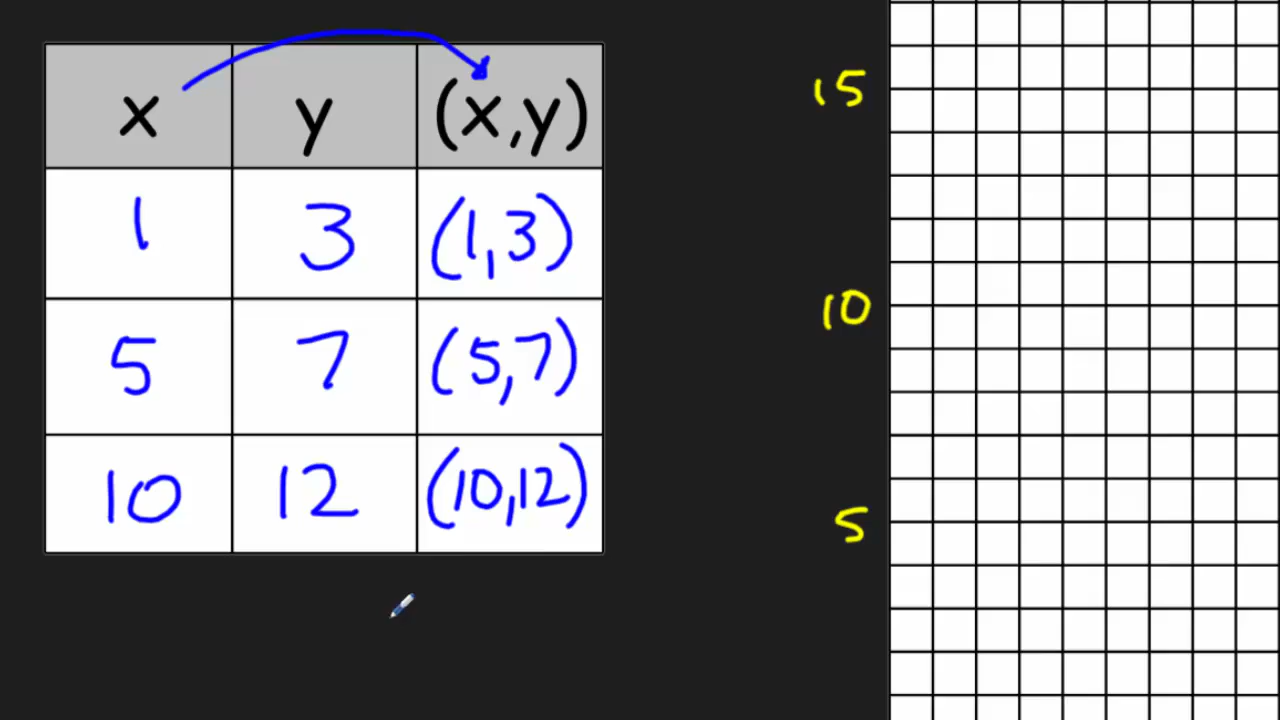 x y (x,y)
1 3 (1,3)
5 7 (5,7)
10 12 (10,12)
15
10
5